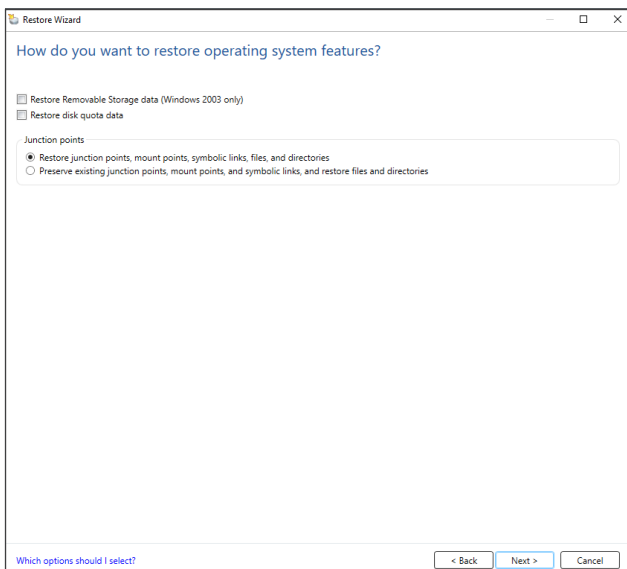 Restore Wizard
How do you want to restore operating system features?
Restore Removable Storage data (Windows 2003 only)
Restore disk quota data
Junction points
Restore junction points, mount points, symbolic links, files, and directories
Preserve existing junction points, mount points, and symbolic links, and restore files and directories
Which options should I select?
< Back
Next >
Cancel